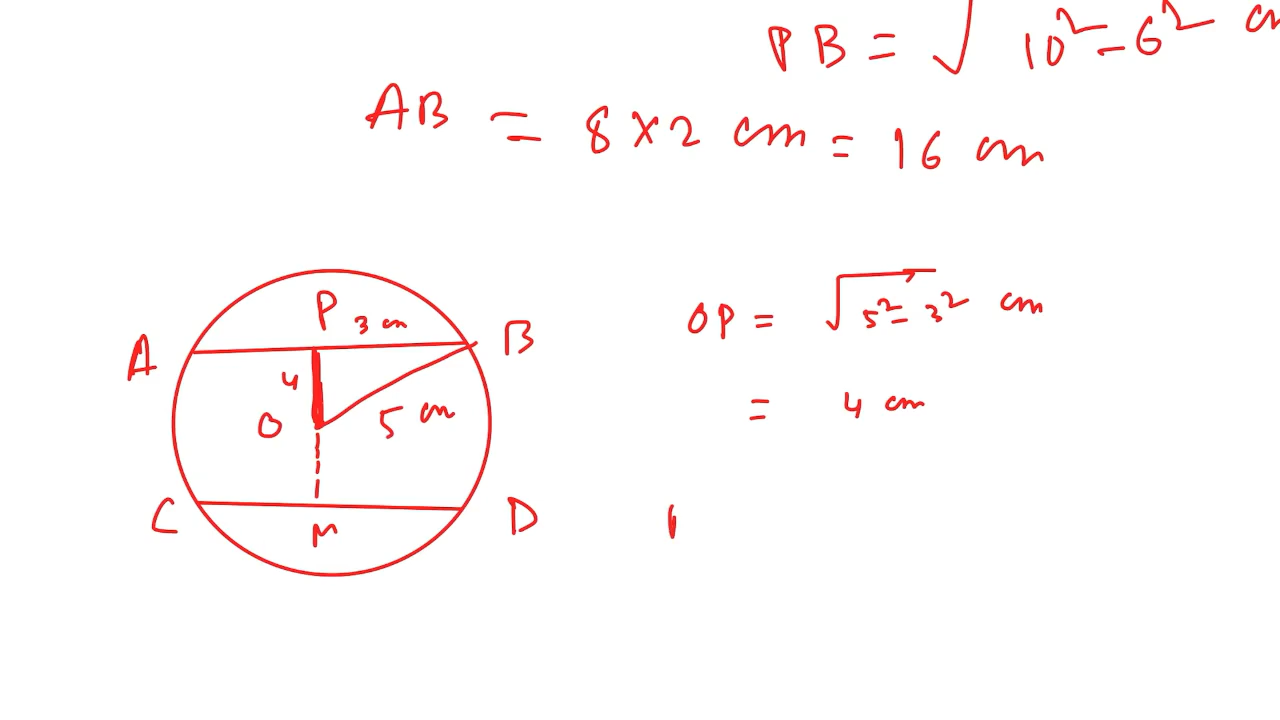 PB = √ 10² - 6² cm
AB = 8 × 2 cm = 16 cm
P 3 cm
A B
OP = √ 5² - 3² cm
4
O 5 cm
= 4 cm
C D
M